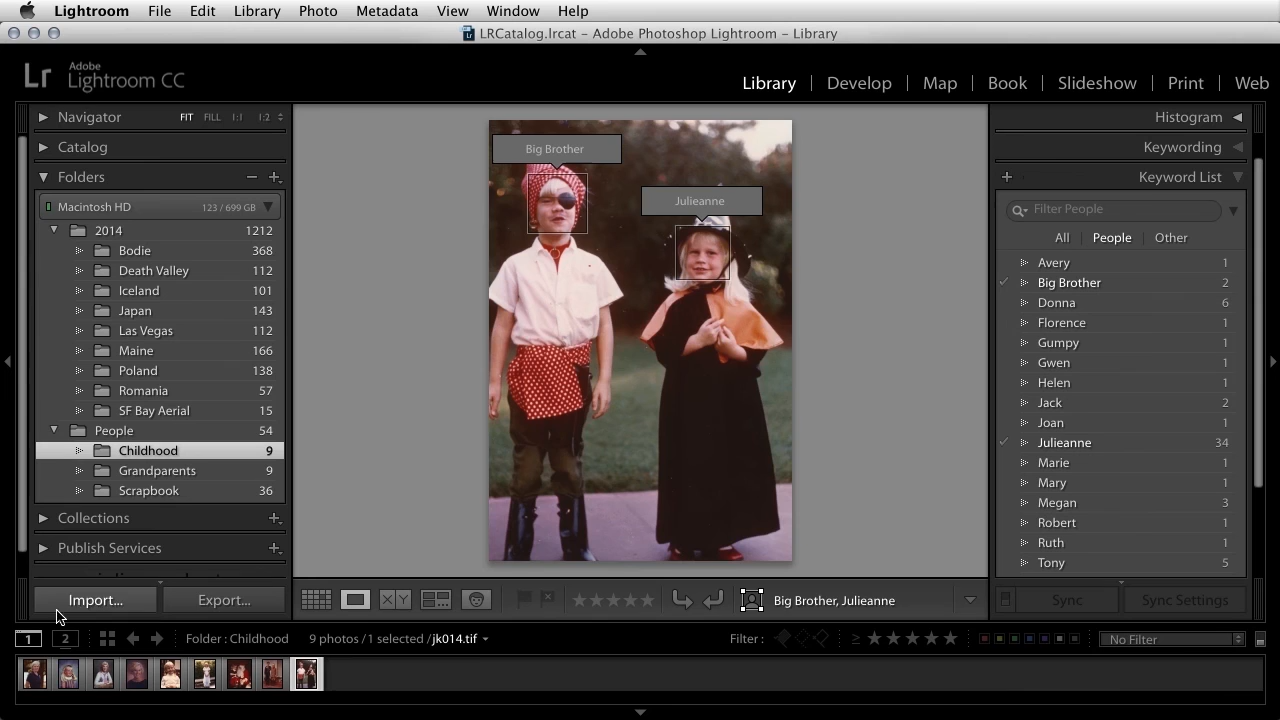 Lightroom File Edit Library Photo Metadata View Window Help
LRCatalog.lrcat - Adobe Photoshop Lightroom - Library
Lr Adobe Lightroom CC
Library Develop Map Book Slideshow Print Web
Navigator FIT FILL 1:1 1:2
Catalog
Folders
Macintosh HD 123 / 699 GB
2014 1212
Bodie 368
Death Valley 112
Iceland 101
Japan 143
Las Vegas 112
Maine 166
Poland 138
Romania 57
SF Bay Aerial 15
People 54
Childhood 9
Grandparents 9
Scrapbook 36
Collections
Publish Services
Import... Export...
Big Brother
Julieanne
XY
Big Brother, Julieanne
Histogram
Keywording
Keyword List
Filter People
All People Other
Avery 1
Big Brother 2
Donna 6
Florence 1
Gumpy 1
Gwen 1
Helen 1
Jack 2
Joan 1
Julieanne 34
Marie 1
Mary 1
Megan 3
Robert 1
Ruth 1
Tony 5
Sync Sync Settings
1 2 Folder : Childhood 9 photos / 1 selected / jk014.tif Filter : ≥ No Filter